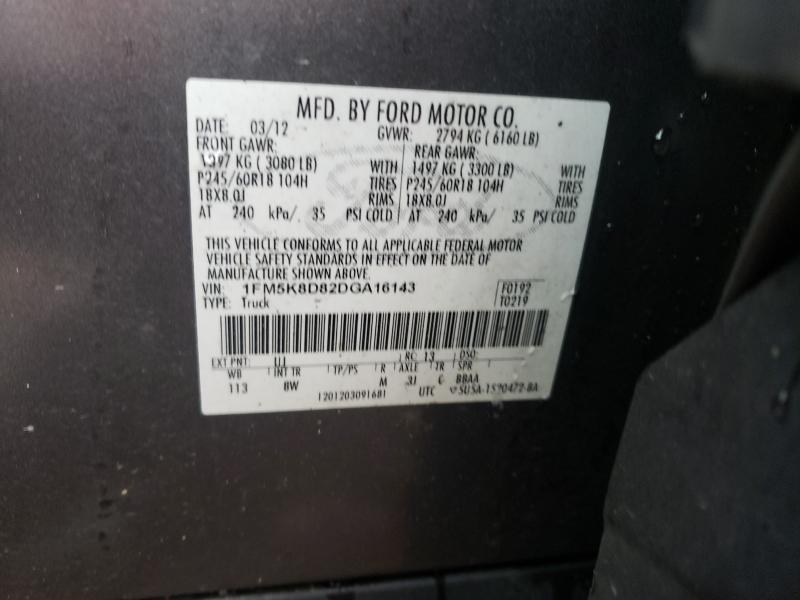 MFD. BY FORD MOTOR CO.
DATE: 03/12 GVWR: 2794 KG ( 6160 LB)
FRONT GAWR: REAR GAWR:
1397 KG ( 3080 LB) WITH 1497 KG ( 3300 LB) WITH
P245/60R18 104H TIRES P245/60R18 104H TIRES
18X8.0J RIMS 18X8.0J RIMS
AT 240 kPa/ 35 PSI COLD AT 240 kPa/ 35 PSI COLD
THIS VEHICLE CONFORMS TO ALL APPLICABLE FEDERAL MOTOR
VEHICLE SAFETY STANDARDS IN EFFECT ON THE DATE OF
MANUFACTURE SHOWN ABOVE.
VIN: 1FM5K8D82DGA16143 F0192
TYPE: Truck T0219
EXT PNT: UJ RC: 13 DSO:
WB INT TR TP/PS R AXLE TR SPR
113 8W M 3J C BBAA
1201203091681 UTC